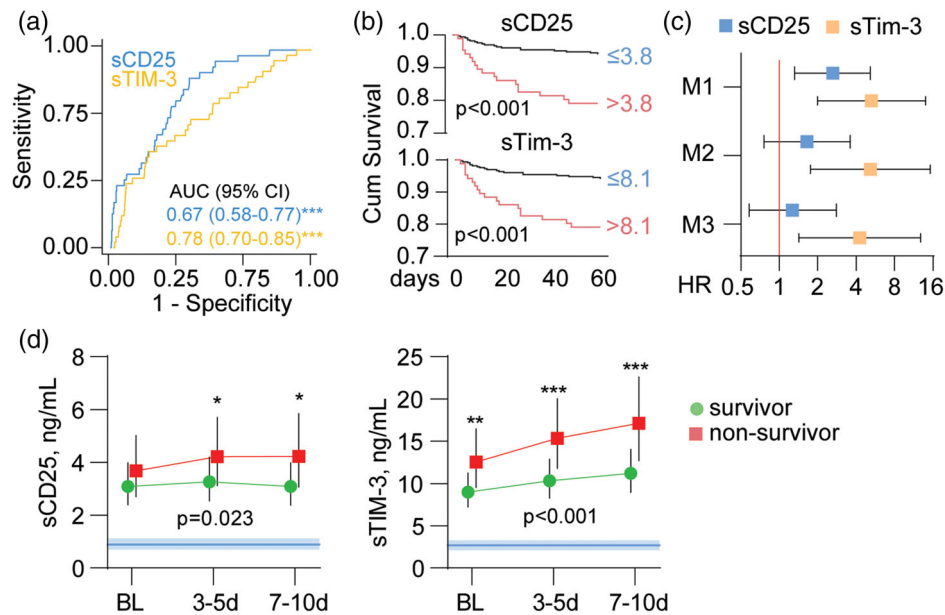 (a)
1.00
0.75
0.25
0.00
Sensitivity
sCD25
sTIM-3
AUC (95% CI)
0.67 (0.58-0.77)***
0.78 (0.70-0.85)***
0.00 0.25 0.75 1.00
1 - Specificity
(b)
sCD25
1.0
0.9
0.8
0.7
≤3.8
>3.8
p<0.001
Cum Survival
sTim-3
1.0
0.9
0.8
0.7
≤8.1
>8.1
p<0.001
days 0 20 40 60
(c)
sCD25 sTim-3
M1
M2
M3
HR 0.5 1 2 4 8 16
(d)
8
6
4
2
0
sCD25, ng/mL
* *
p=0.023
BL 3-5d 7-10d
25
20
15
10
5
0
sTIM-3, ng/mL
** *** ***
p<0.001
BL 3-5d 7-10d
survivor
non-survivor